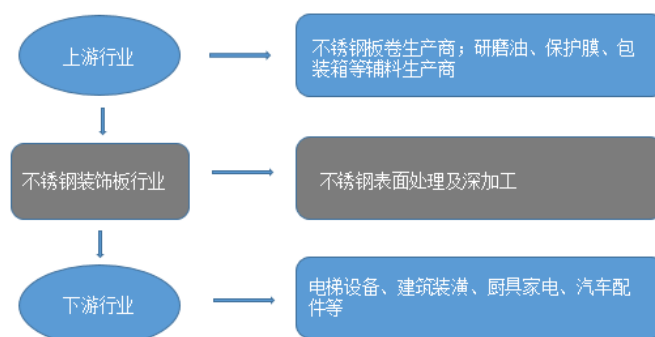 上游行业
不锈钢板卷生产商；研磨油、保护膜、包
装箱等辅料生产商
不锈钢装饰板行业
不锈钢表面处理及深加工
下游行业
电梯设备、建筑装潢、厨具家电、汽车配
件等